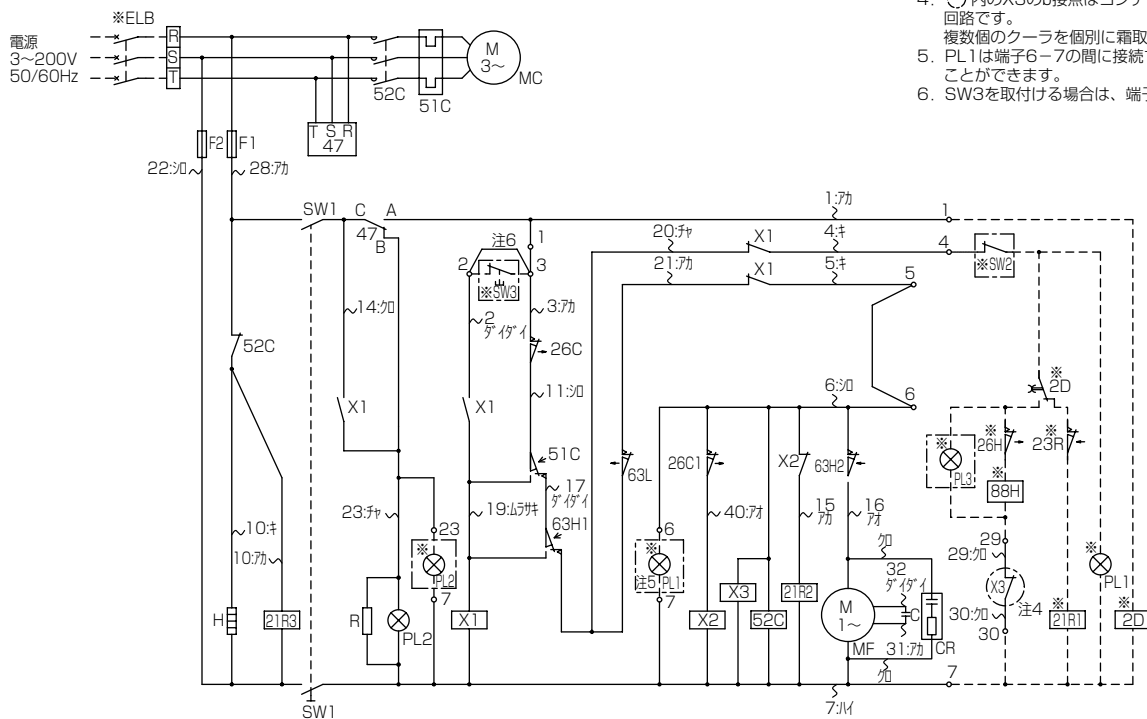 4. 内のX3のb接点はコンデ
回路です。
複数個のクーラを個別に霜取
5. PL1は端子6-7の間に接続
ことができます。
6. SW3を取付ける場合は、端子
※ELB
電源
3~200V
50/60Hz
R
S
T
52C
51C
M
3~
MC
T S R
47
F2
F1
22:シロ
28:アカ
SW1
C
A
47
B
注6
1
2
3
※SW3
1:アカ
1
20:チャ
X1
4:キ
4
※SW2
21:アカ
X1
5:キ
5
14:クロ
2
ダイダイ
3:アカ
26C
52C
X1
X1
11:シロ
6:シロ
6
※
2D
51C
17
ダイダイ
63H1
63L
26C1
X2
63H2
※
PL3
※
26H
※
23R
88H
10:キ
10:アカ
23:チャ
23
※
PL2
7
19:ムラサキ
6
※
注5
PL1
7
40:アオ
15
アカ
16
アオ
クロ
32
ダイダイ
29
29:クロ
X3
注4
30:クロ
30
※
PL1
H
21R3
R
PL2
X1
X2
X3
52C
21R2
M
1~
MF
C
31:アカ
クロ
CR
※
21R1
※
2D
SW1
7:ハイ
7